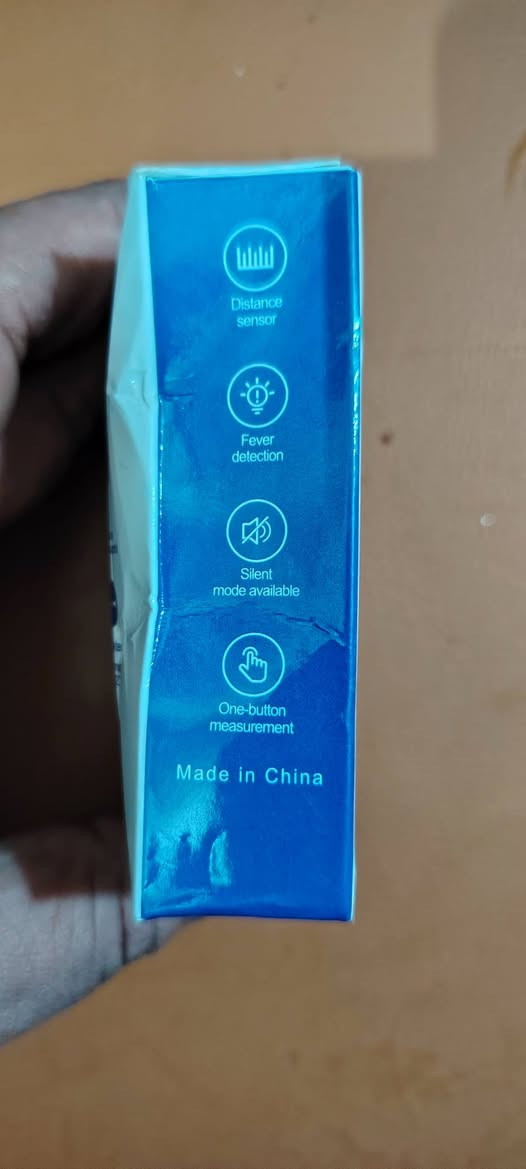 Distance
sensor
Fever
detection
Silent
mode available
One-button
measurement
Made in China